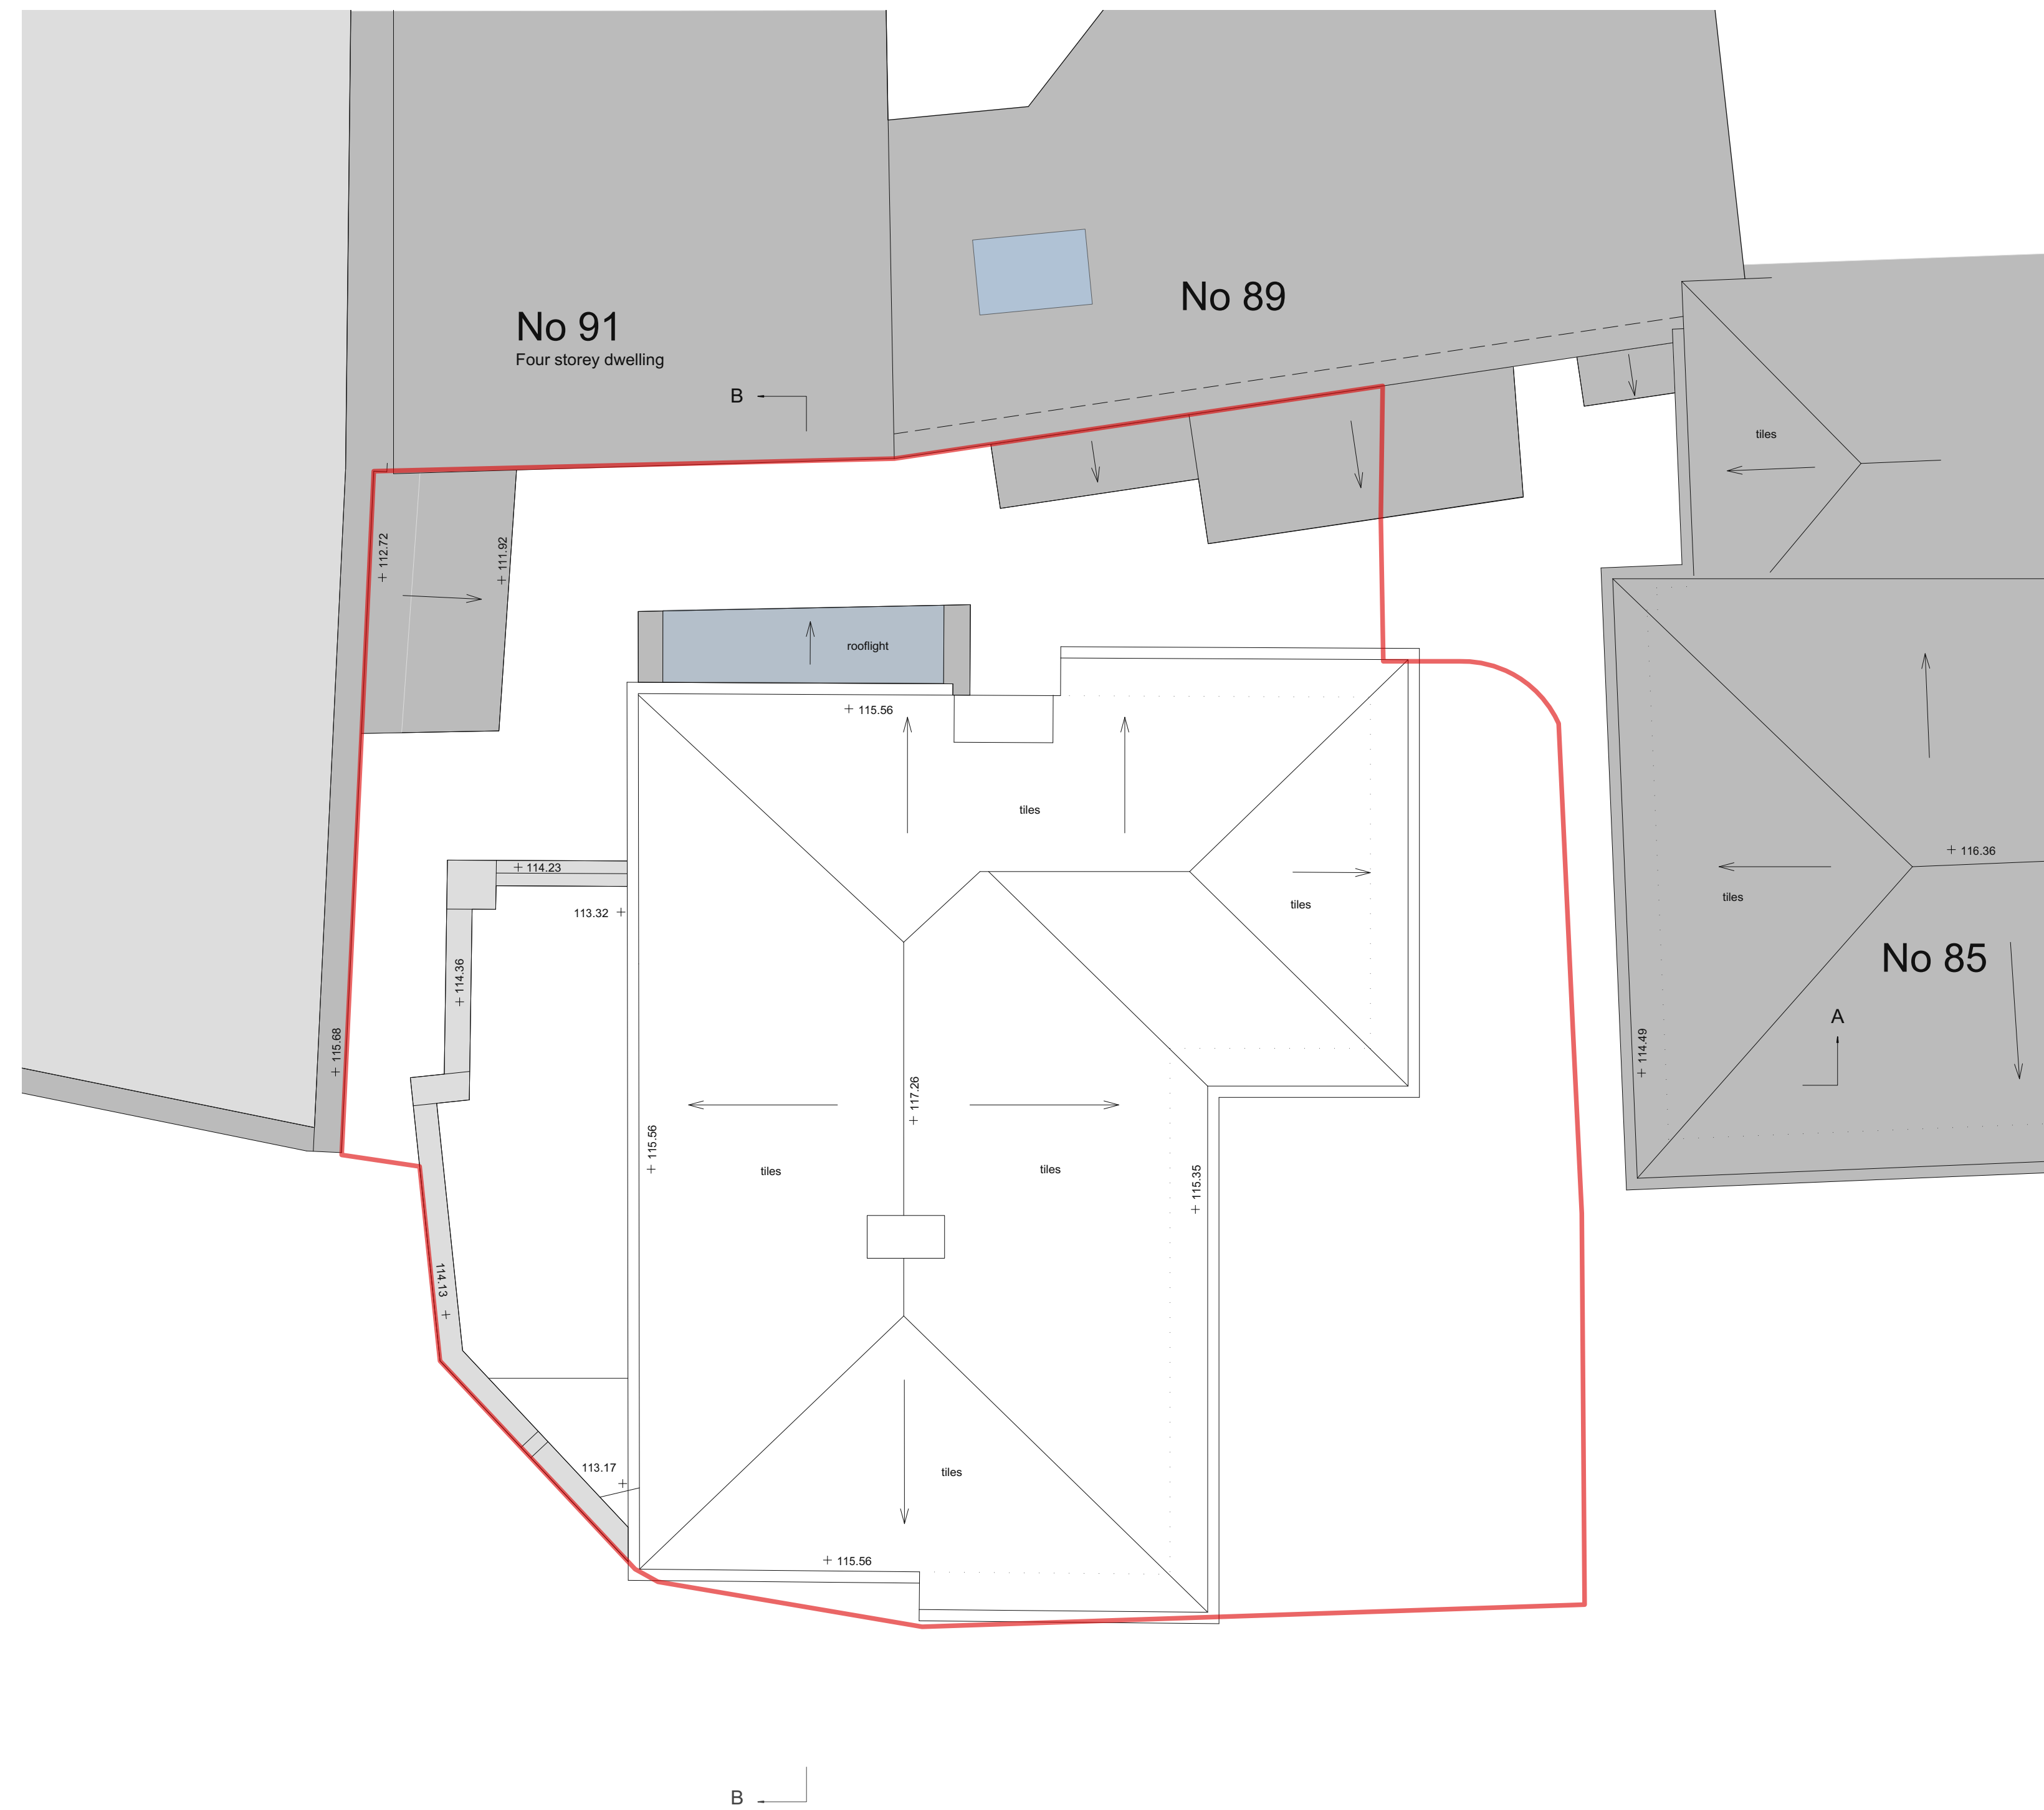 No 89
No 91
Four storey dwelling
B
tiles
+ 112.72
+ 111.92
rooflight
+ 115.56
tiles
+ 116.36
+ 114.23
tiles
tiles
113.32 +
No 85
+ 114.36
A
+ 115.68
+ 114.49
+ 117.26
+ 115.56
tiles
tiles
+ 115.35
114.13 +
113.17 +
tiles
+ 115.56
B